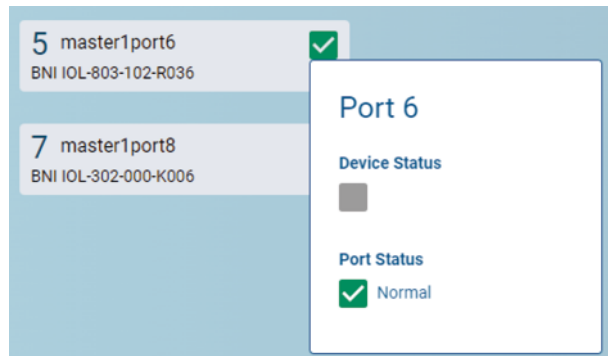 5 master1port6
BNI IOL-803-102-R036
7 master1port8
BNI IOL-302-000-K006
Port 6
Device Status
Port Status
Normal